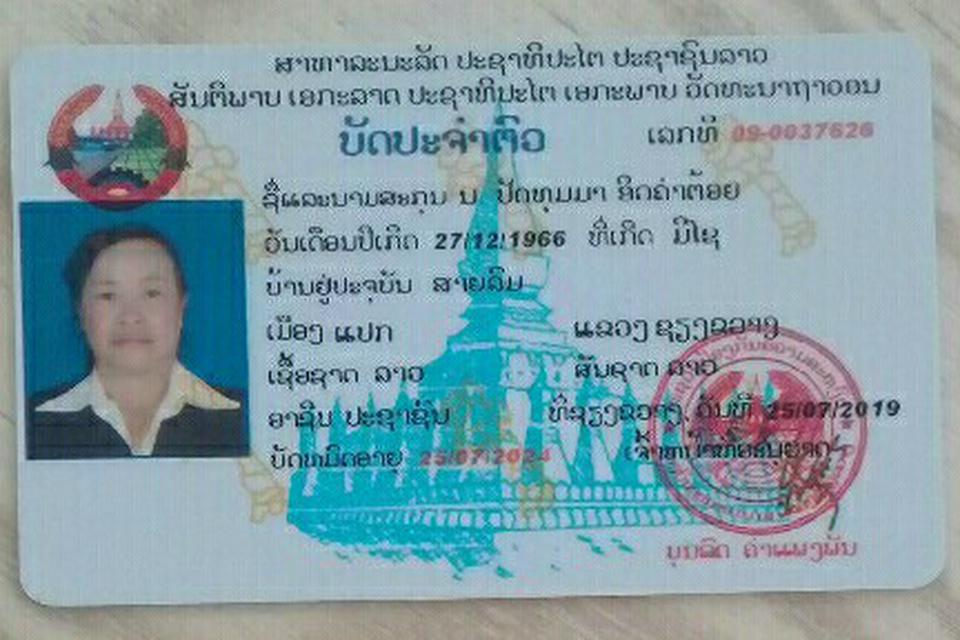 ສາທາລະນະລັດ ປະຊາທິປະໄຕ ປະຊາຊົນລາວ
ສັນຕິພາບ ເອກະລາດ ປະຊາທິປະໄຕ ເອກະພາບ ວັດທະນາຖາວອນ
ບັດປະຈຳຕົວ ເລກທີ 09-0037626
ຊື່ແລະນາມສະກຸນ ນ ປັດທຸມມາ ອິດຄຳຕ້ອຍ
ວັນເດືອນປີເກີດ 27/12/1966 ທີ່ເກີດ ມີໄຊ
ບ້ານຢູ່ປະຈຸບັນ ສາຍລົມ
ເມືອງ ແປກ ແຂວງ ຊຽງຂວາງ
ເຊື້ອຊາດ ລາວ ສັນຊາດ ລາວ
ອາຊີບ ປະຊາຊົນ ທີ່ຊຽງຂວາງ, ວັນທີ 25/07/2019
ບັດຫມົດອາຍຸ 25/07/2024
ບຸນລົດ ຄຳແພງພັນ